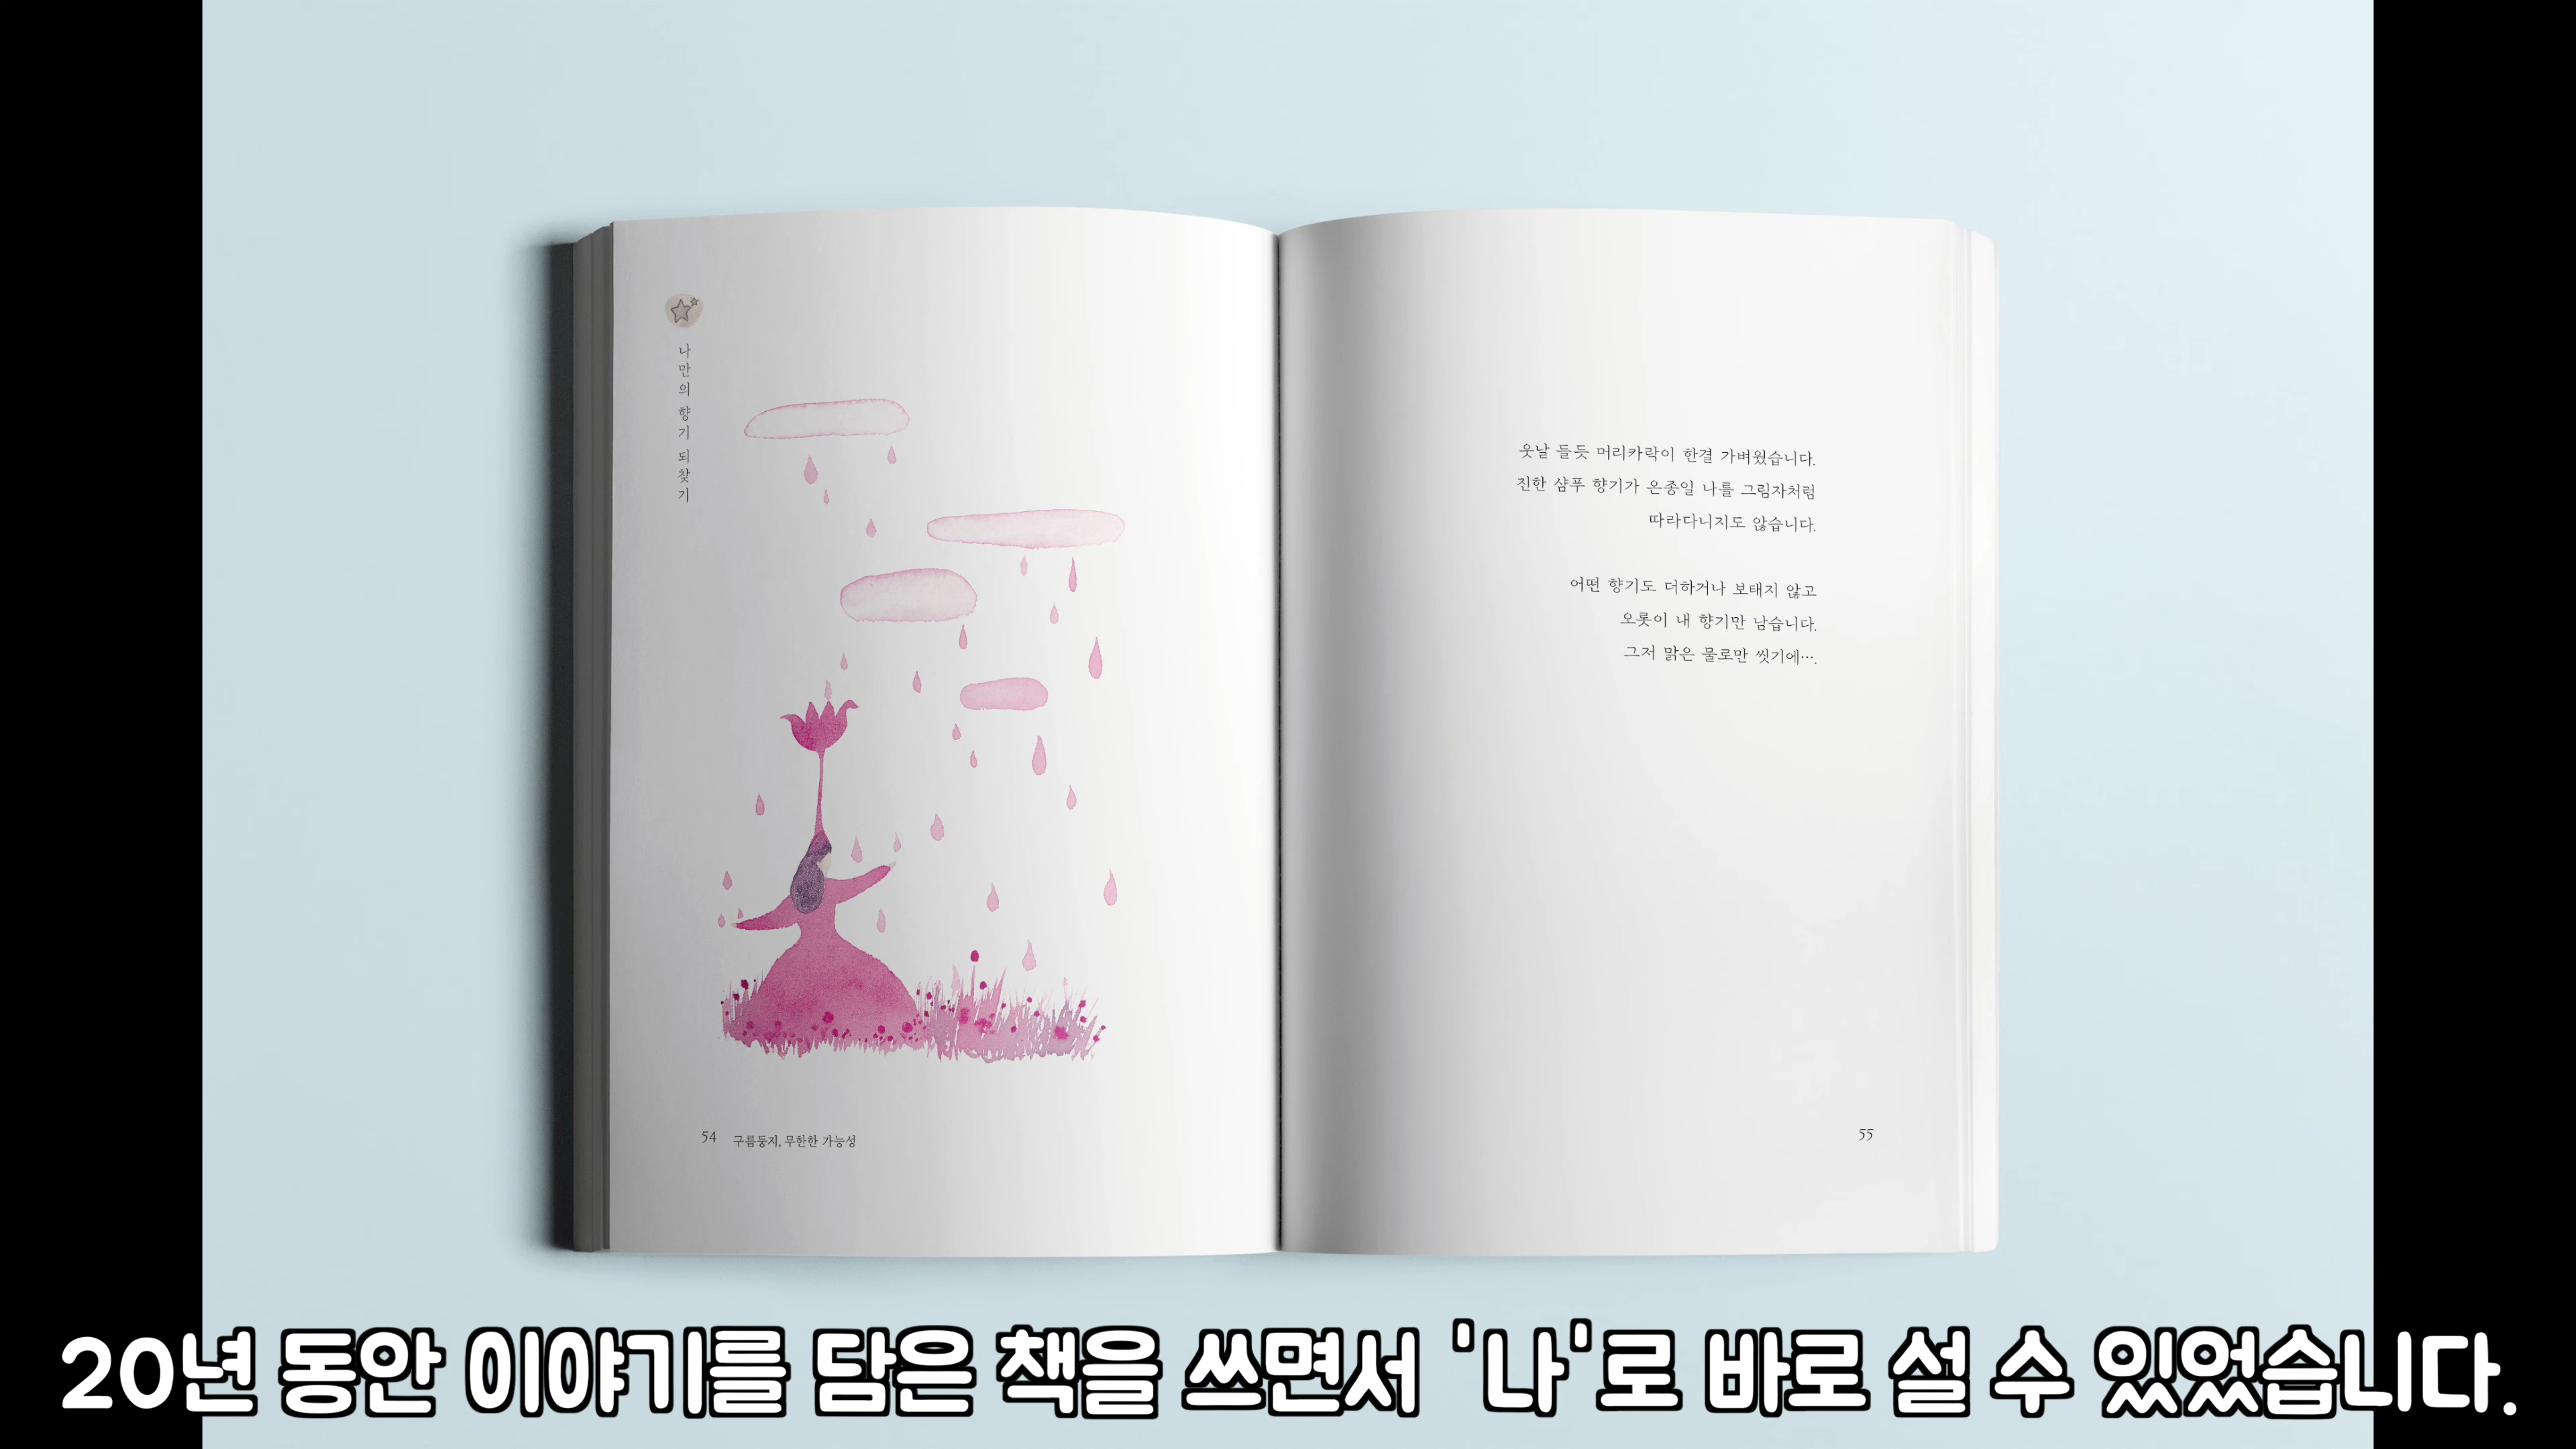 나만의 향기 되찾기
54 구름둥지, 무한한 가능성
웃날 들듯 머리카락이 한결 가벼웠습니다.
진한 샴푸 향기가 온종일 나를 그림자처럼
따라다니지도 않습니다.
어떤 향기도 더하거나 보태지 않고
오롯이 내 향기만 남습니다.
그저 맑은 물로만 씻기에….
55
20년 동안 이야기를 담은 책을 쓰면서 '나'로 바로 설 수 있었습니다.